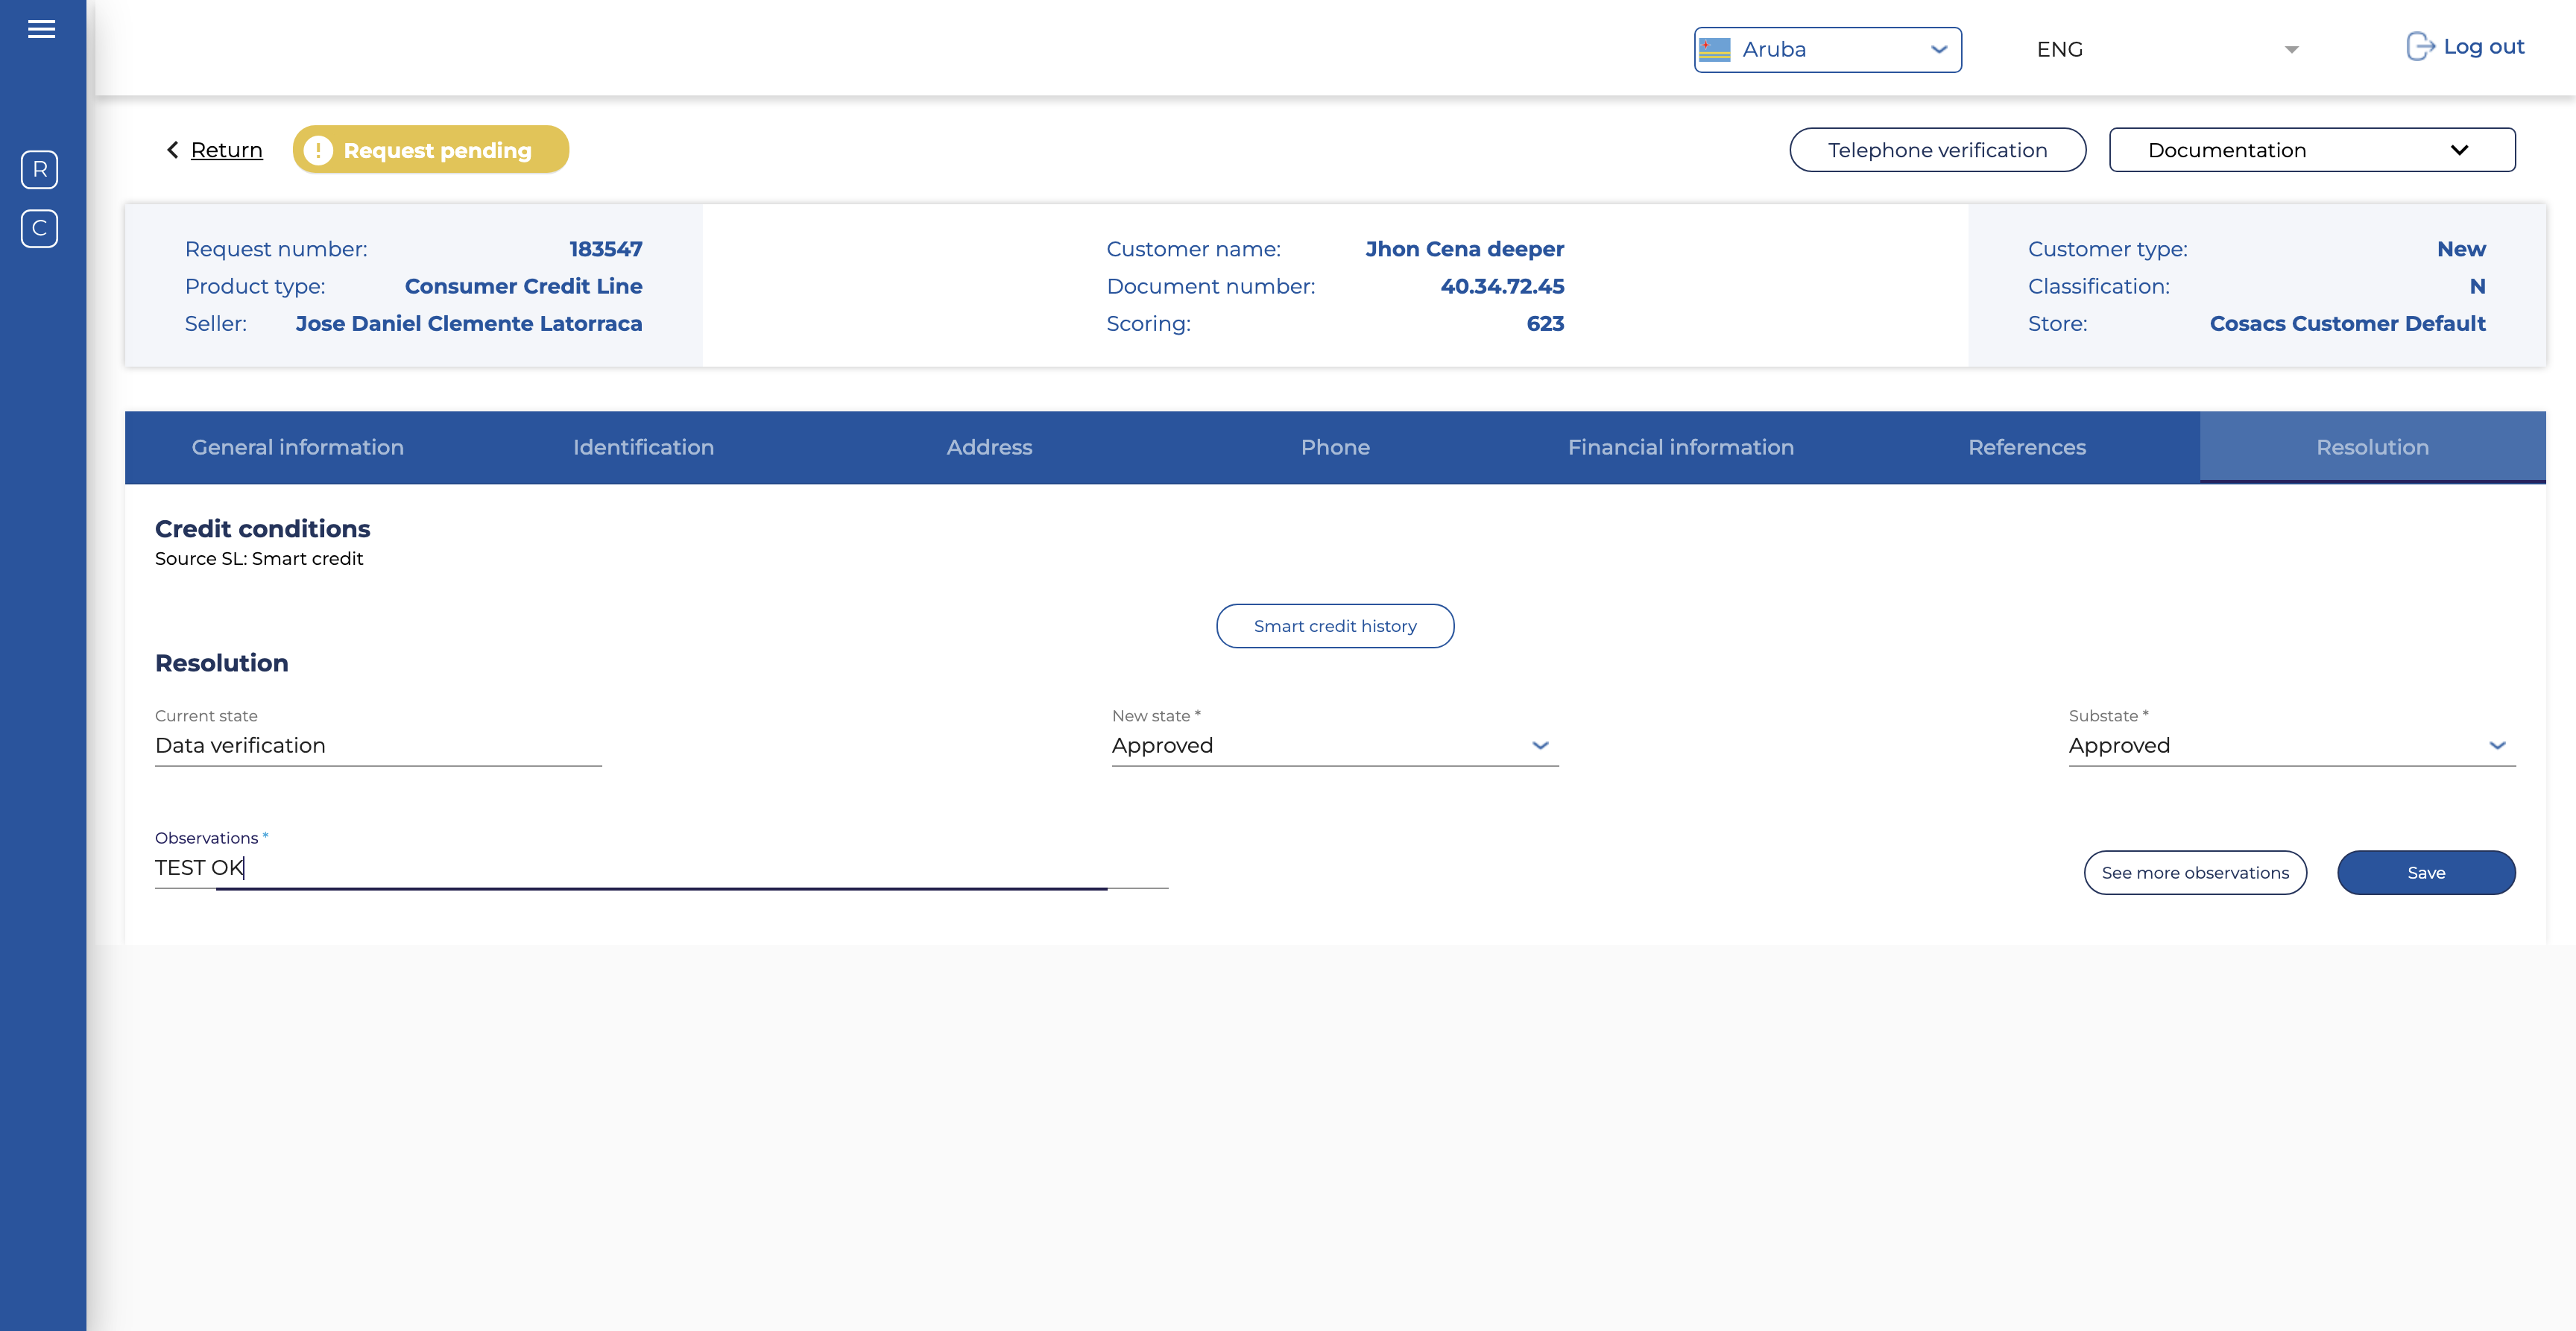 Aruba
ENG
Log out
R
C
Return
Request pending
Telephone verification
Documentation
Request number: 183547
Product type: Consumer Credit Line
Seller: Jose Daniel Clemente Latorraca
Customer name: Jhon Cena deeper
Document number: 40.34.72.45
Scoring: 623
Customer type: New
Classification: N
Store: Cosacs Customer Default
General information
Identification
Address
Phone
Financial information
References
Resolution
Credit conditions
Source SL: Smart credit
Smart credit history
Resolution
Current state
Data verification
New state *
Approved
Substate *
Approved
Observations *
TEST OK
See more observations
Save